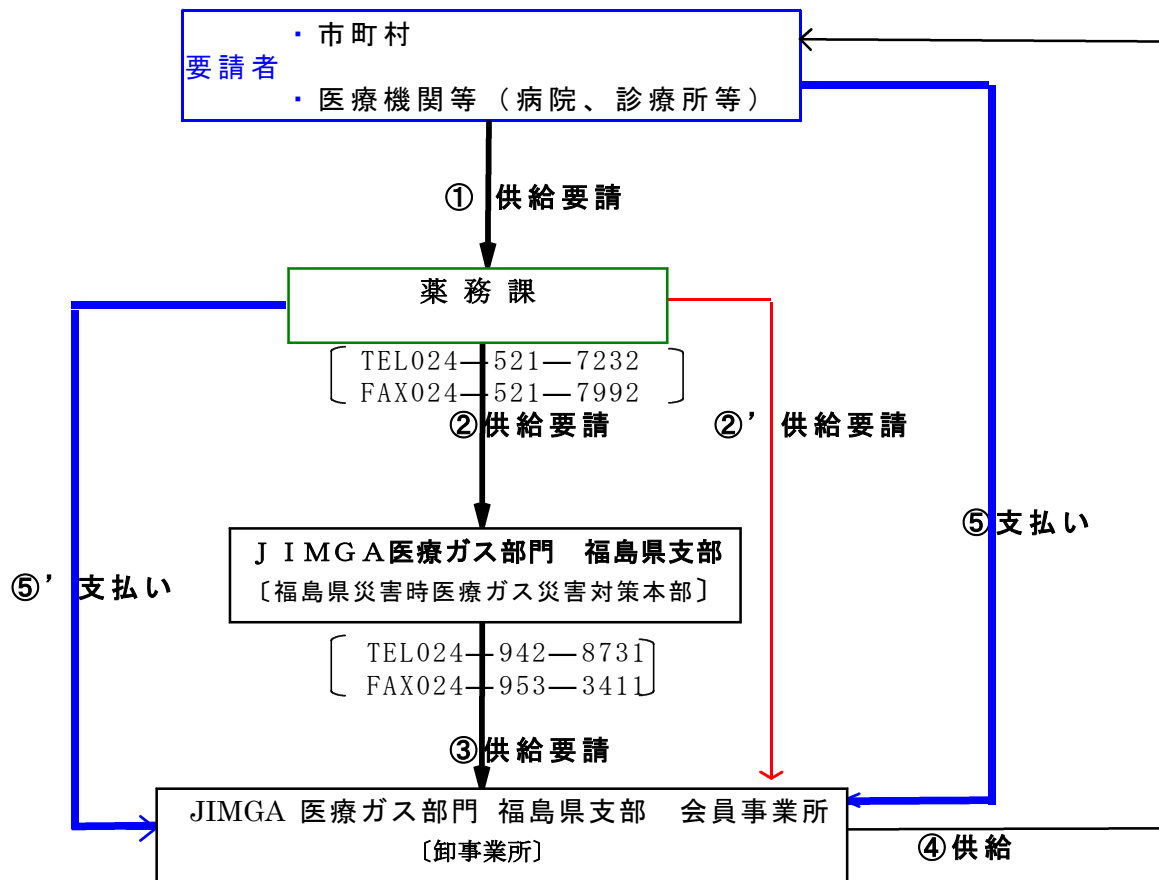 ・市町村
要請者
・医療機関等（病院、診療所等）
① 供給要請
薬務課
TEL024―521―7232
FAX024―521―7992
②供給要請
②’供給要請
ＪＩＭＧＡ医療ガス部門　福島県支部
〔福島県災害時医療ガス災害対策本部〕
⑤支払い
⑤’支払い
TEL024―942―8731
FAX024―953―3411
③供給要請
JIMGA 医療ガス部門 福島県支部　会員事業所
〔卸事業所〕
④供給